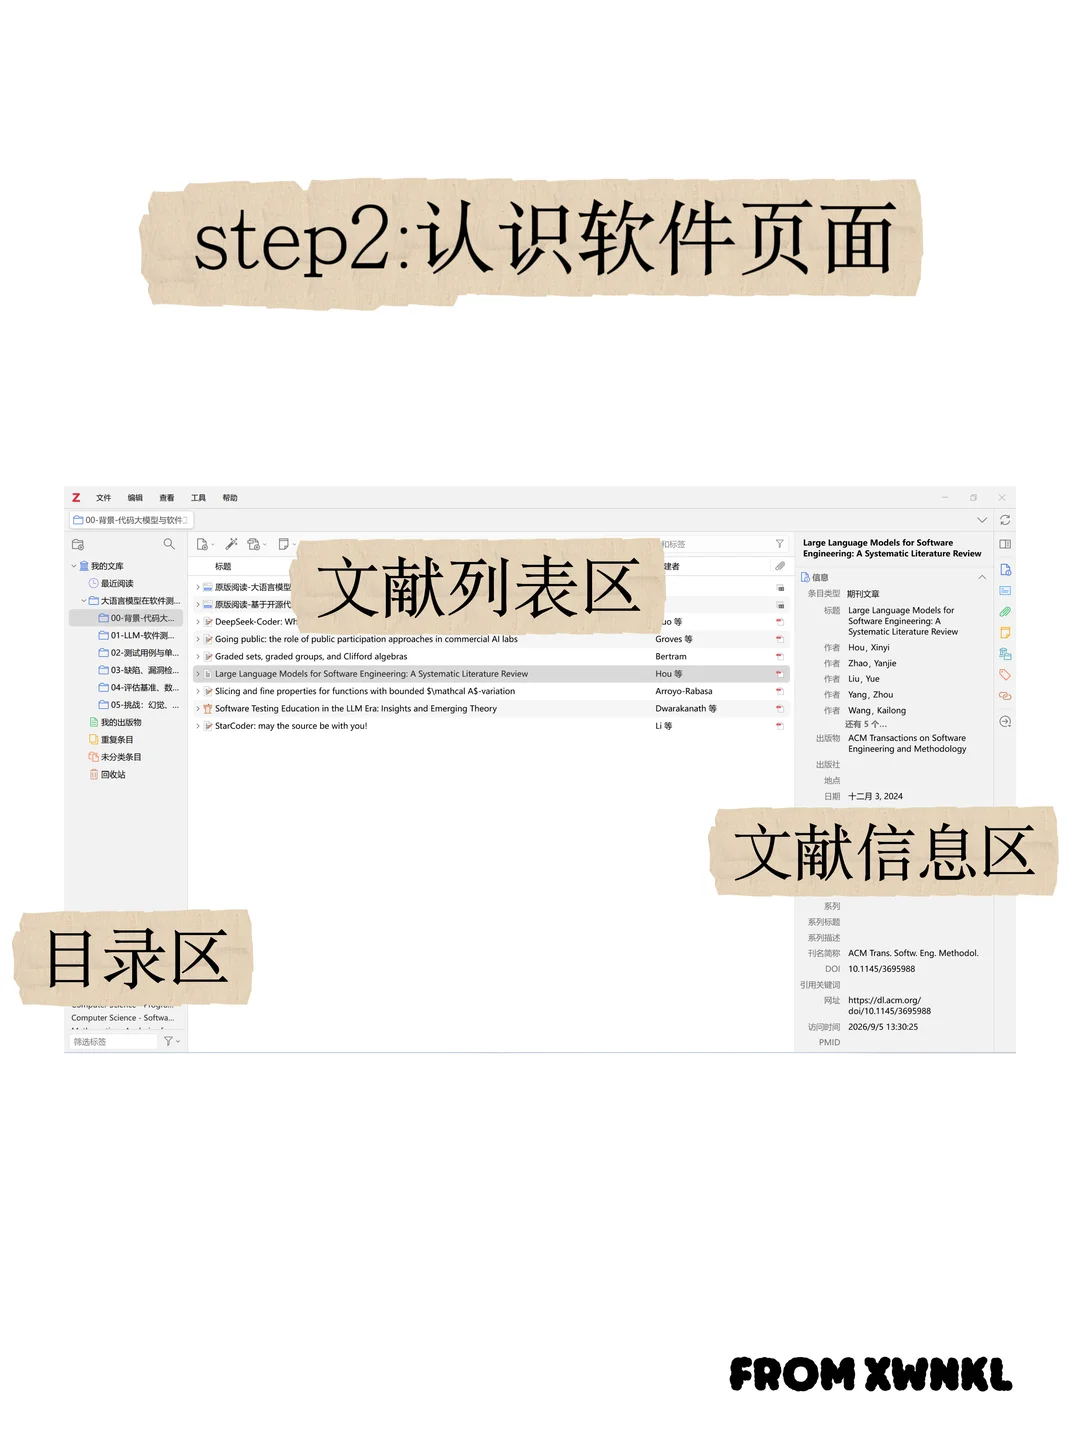 step2:认识软件页面
Z 文件 编辑 查看 工具 帮助
00-背景-代码大模型与软件
我的文库
最近阅读
大语言模型在软件测...
00-背景-代码大...
01-LLM-软件测...
02-测试用例与单...
03-缺陷、漏洞检...
04-评估基准、数...
05-挑战：幻觉、...
我的出版物
重复条目
未分类条目
回收站
目录区
Computer Science - Softwa...
筛选标签
和标签
标题
建者
文献列表区
原版阅读-大语言模型
原版阅读-基于开源代
DeepSeek-Coder: Wh
uo 等
Going public: the role of public participation approaches in commercial AI labs Groves 等
Graded sets, graded groups, and Clifford algebras Bertram
Large Language Models for Software Engineering: A Systematic Literature Review Hou 等
Slicing and fine properties for functions with bounded $\mathcal A$-variation Arroyo-Rabasa
Software Testing Education in the LLM Era: Insights and Emerging Theory Dwarakanath 等
StarCoder: may the source be with you! Li 等
Large Language Models for Software
Engineering: A Systematic Literature Review
信息
条目类型 期刊文章
标题 Large Language Models for
Software Engineering: A
Systematic Literature Review
作者 Hou, Xinyi
作者 Zhao, Yanjie
作者 Liu, Yue
作者 Yang, Zhou
作者 Wang, Kailong
还有 5 个...
出版物 ACM Transactions on Software
Engineering and Methodology
出版社
地点
日期 十二月 3, 2024
文献信息区
系列
系列标题
系列描述
刊名简称 ACM Trans. Softw. Eng. Methodol.
DOI 10.1145/3695988
引用关键词
网址 https://dl.acm.org/
doi/10.1145/3695988
访问时间 2026/9/5 13:30:25
PMID
FROM XWNKL